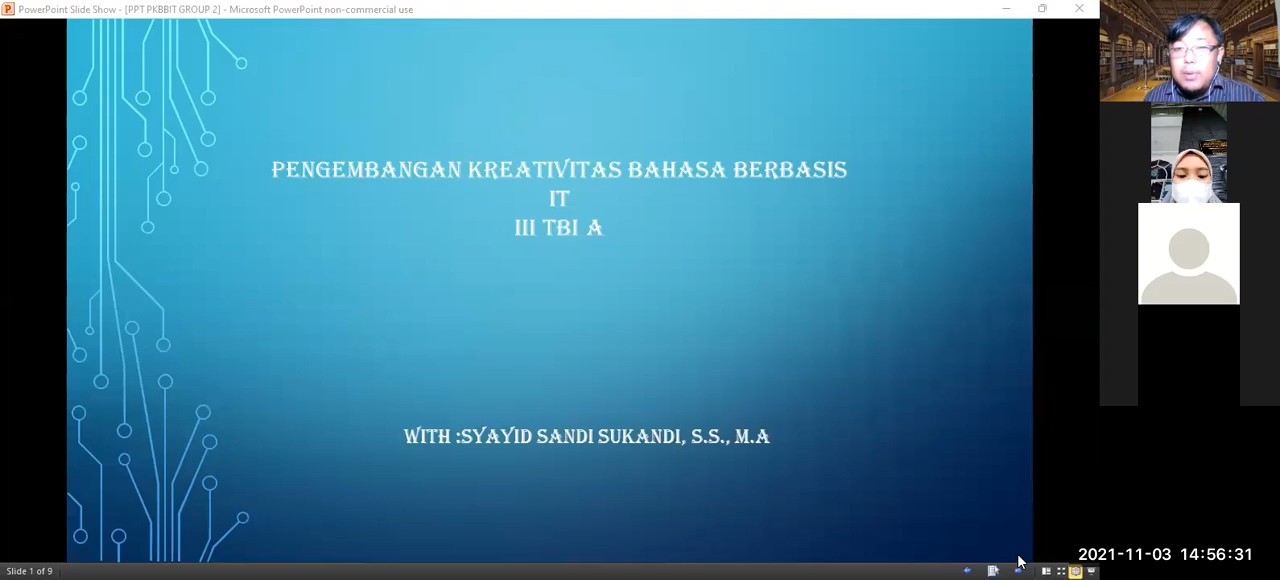 PowerPoint Slide Show - [PPT PKBBIT GROUP 2] - Microsoft PowerPoint non-commercial use
PENGEMBANGAN KREATIVITAS BAHASA BERBASIS
IT
III TBI A
WITH :SYAYID SANDI SUKANDI, S.S., M.A
2021-11-03 14:56:31
Slide 1 of 9